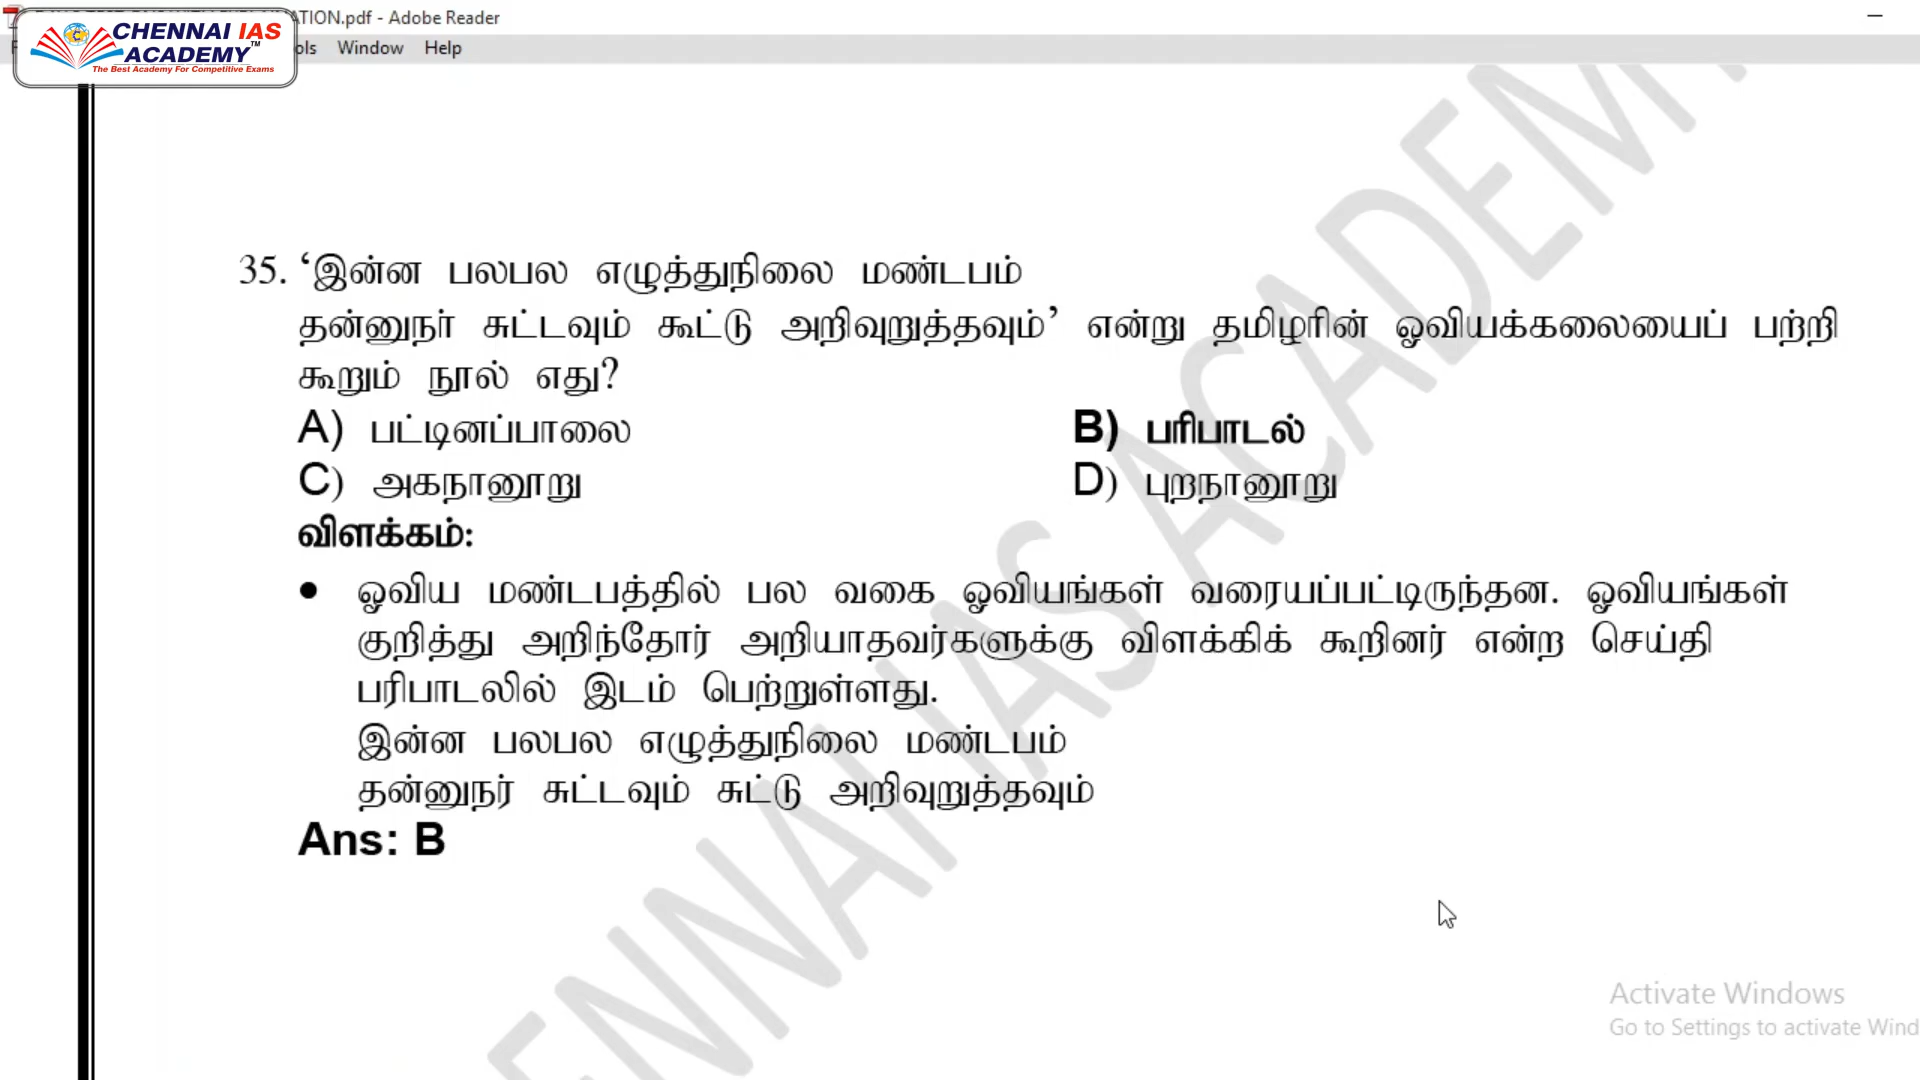 ATION.pdf - Adobe Reader
CHENNAI IAS
ACADEMY™
The Best Academy For Competitive Exams
ols Window Help
35. ‘இன்ன பலபல எழுத்துநிலை மண்டபம்
தன்னுநர் சுட்டவும் கூட்டு அறிவுறுத்தவும்’ என்று தமிழரின் ஓவியக்கலையைப் பற்றி
கூறும் நூல் எது?
A) பட்டினப்பாலை B) பரிபாடல்
C) அகநானூறு D) புறநானூறு
விளக்கம்:
• ஓவிய மண்டபத்தில் பல வகை ஓவியங்கள் வரையப்பட்டிருந்தன. ஓவியங்கள்
குறித்து அறிந்தோர் அறியாதவர்களுக்கு விளக்கிக் கூறினர் என்ற செய்தி
பரிபாடலில் இடம் பெற்றுள்ளது.
இன்ன பலபல எழுத்துநிலை மண்டபம்
தன்னுநர் சுட்டவும் சுட்டு அறிவுறுத்தவும்
Ans: B
ENNAI IAS ACADEM
Activate Windows
Go to Settings to activate Wind